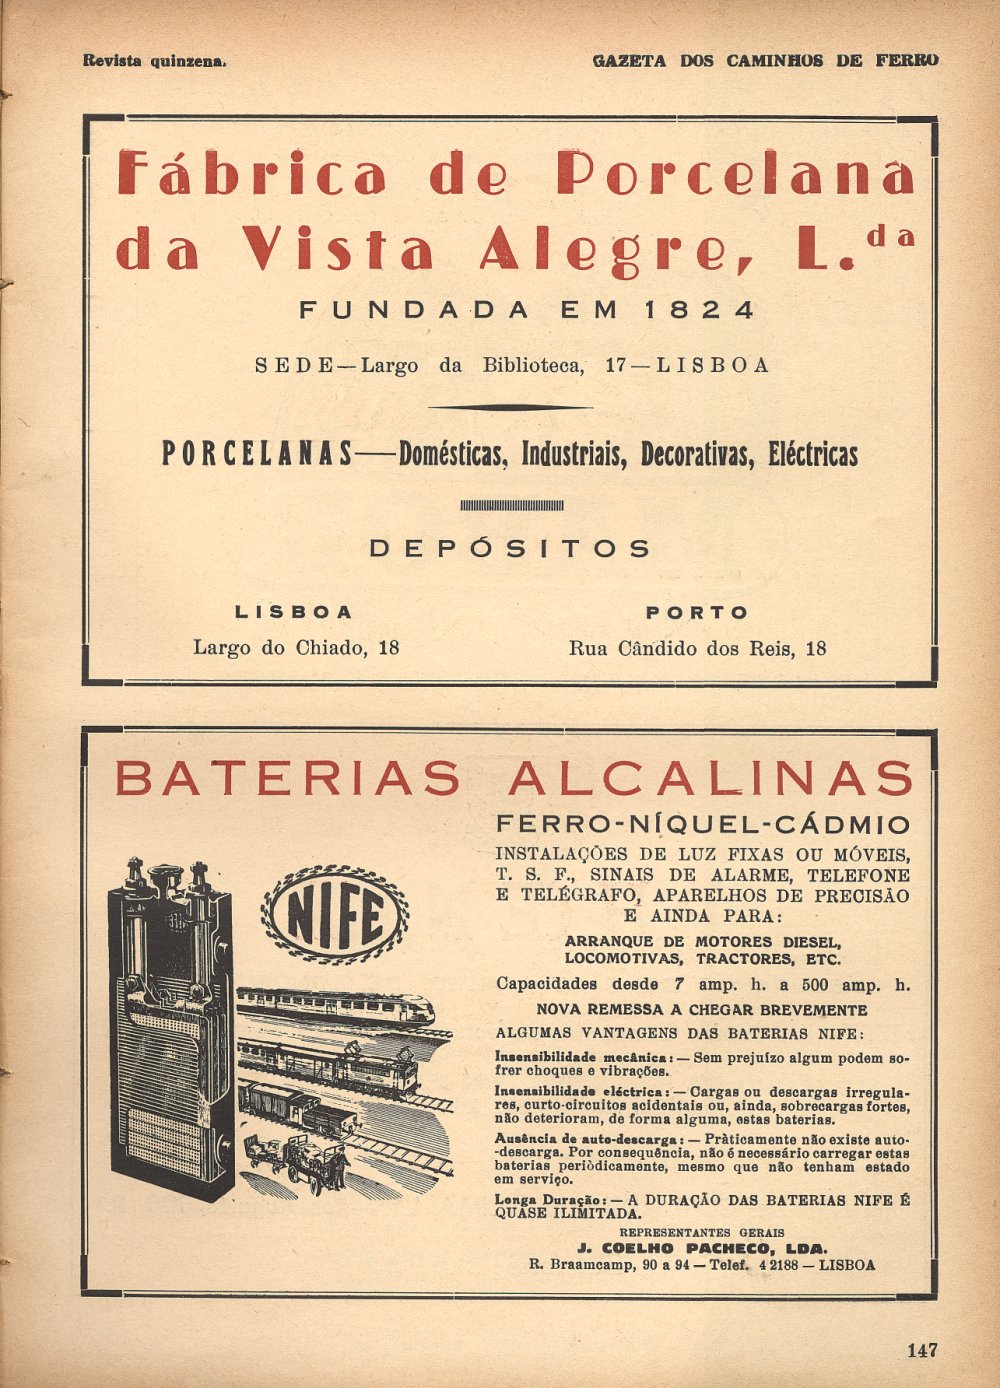 Revista quinzena.
GAZETA DOS CAMINHOS DE FERRO
Fábrica de Porcelana
da Vista Alegre, L.da
FUNDADA EM 1824
SEDE—Largo da Biblioteca, 17—LISBOA
PORCELANAS—Domésticas, Industriais, Decorativas, Eléctricas
DEPÓSITOS
LISBOA
Largo do Chiado, 18
PORTO
Rua Cândido dos Reis, 18
BATERIAS ALCALINAS
FERRO-NÍQUEL-CÁDMIO
NIFE
INSTALAÇÕES DE LUZ FIXAS OU MÓVEIS,
T. S. F., SINAIS DE ALARME, TELEFONE
E TELÉGRAFO, APARELHOS DE PRECISÃO
E AINDA PARA:
ARRANQUE DE MOTORES DIESEL,
LOCOMOTIVAS, TRACTORES, ETC.
Capacidades desde 7 amp. h. a 500 amp. h.
NOVA REMESSA A CHEGAR BREVEMENTE
ALGUMAS VANTAGENS DAS BATERIAS NIFE:
Insensibilidade mecânica: — Sem prejuízo algum podem so-
frer choques e vibrações.
Insensibilidade eléctrica: — Cargas ou descargas irregula-
res, curto-circuitos acidentais ou, ainda, sobrecargas fortes,
não deterioram, de forma alguma, estas baterias.
Ausência de auto-descarga: — Pràticamente não existe auto-
-descarga. Por consequência, não é necessário carregar estas
baterias periòdicamente, mesmo que não tenham estado
em serviço.
Longa Duração: — A DURAÇÃO DAS BATERIAS NIFE É
QUASE ILIMITADA.
REPRESENTANTES GERAIS
J. COELHO PACHECO, LDA.
R. Braamcamp, 90 a 94 — Telef. 4 2188 — LISBOA
147